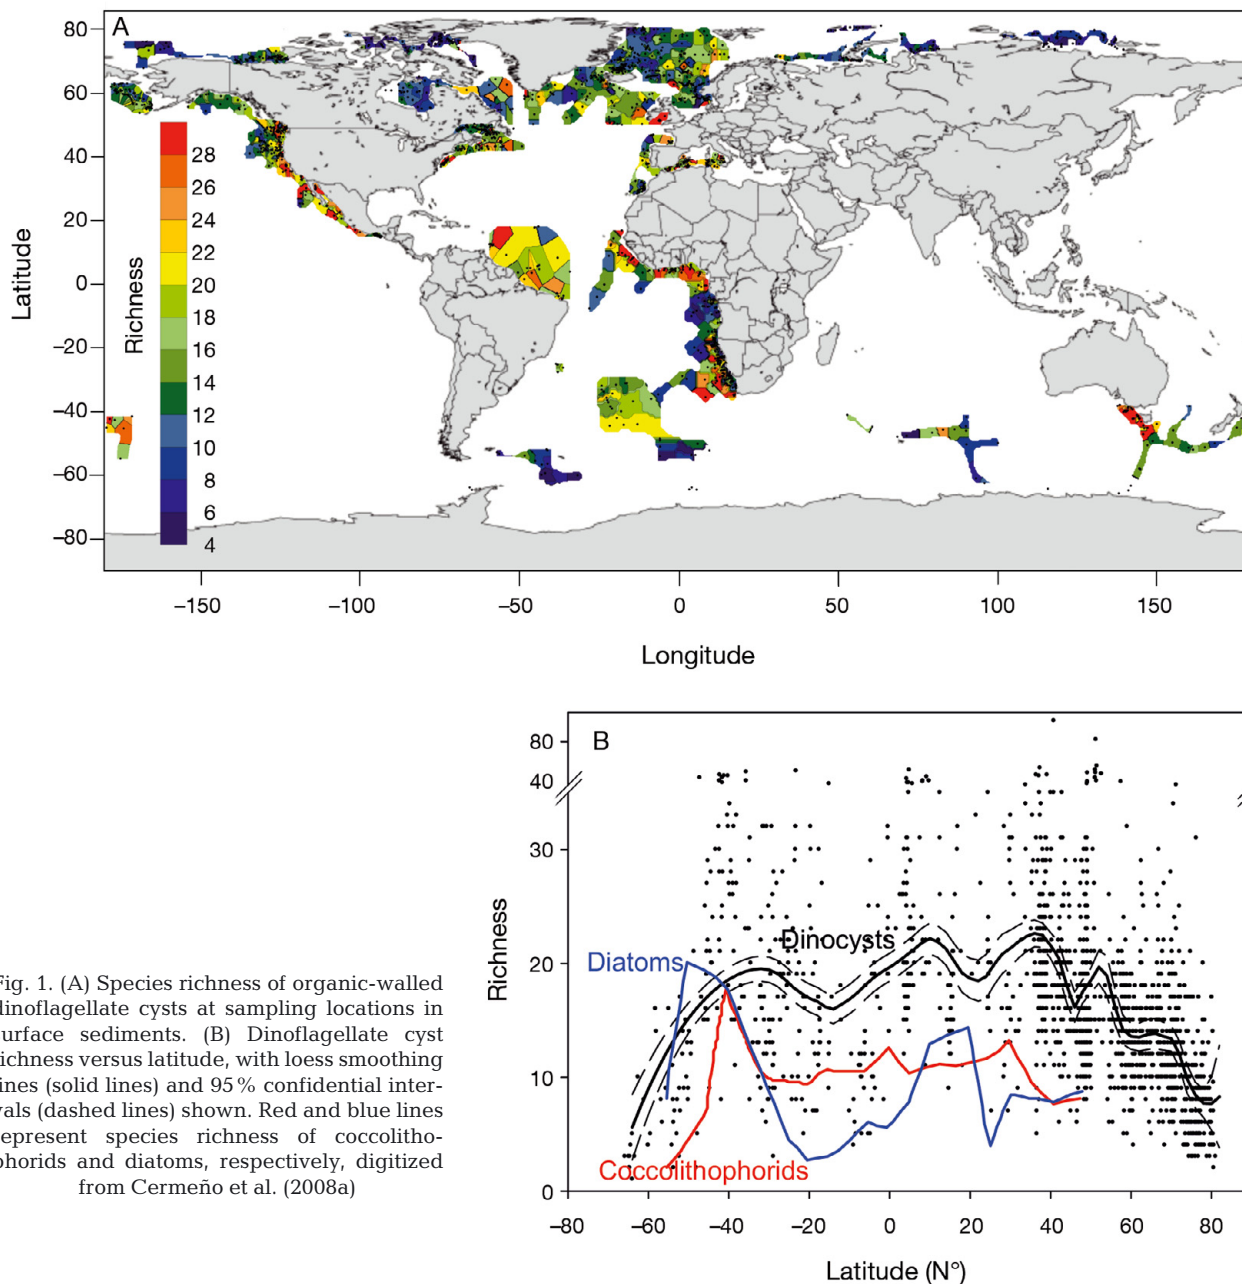 A
80
60
40
20
0
−20
−40
−60
−80
Latitude
Richness
28
26
24
22
20
18
16
14
12
10
8
6
4
−150
−100
−50
0
50
100
150
Longitude
B
80
40
30
20
10
0
Richness
Dinocysts
Diatoms
Coccolithophorids
−80
−60
−40
−20
0
20
40
60
80
Latitude (N°)
Fig. 1. (A) Species richness of organic-walled
dinoflagellate cysts at sampling locations in
urface sediments. (B) Dinoflagellate cyst
ichness versus latitude, with loess smoothing
ines (solid lines) and 95% confidential inter-
vals (dashed lines) shown. Red and blue lines
epresent species richness of coccolitho-
phorids and diatoms, respectively, digitized
from Cermeño et al. (2008a)